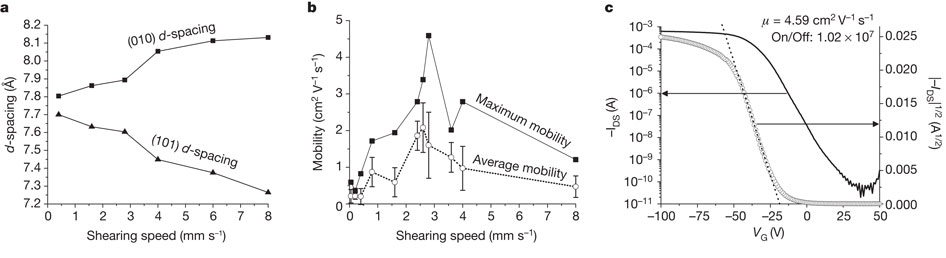 a
8.2
8.1
8.0
7.9
7.8
7.7
7.6
7.5
7.4
7.3
7.2
d-spacing (Å)
(010) d-spacing
(101) d-spacing
0 1 2 3 4 5 6 7 8
Shearing speed (mm s⁻¹)
b
5
4
3
2
1
0
Mobility (cm² V⁻¹ s⁻¹)
Maximum mobility
Average mobility
0 1 2 3 4 5 6 7 8
Shearing speed (mm s⁻¹)
c
μ = 4.59 cm² V⁻¹ s⁻¹
On/Off: 1.02 × 10⁷
10⁻³
10⁻⁴
10⁻⁵
10⁻⁶
10⁻⁷
10⁻⁸
10⁻⁹
10⁻¹⁰
10⁻¹¹
−I_DS (A)
0.025
0.020
0.015
0.010
0.005
0.000
|−I_DS|^1/2 (A^1/2)
−100 −75 −50 −25 0 25 50
V_G (V)